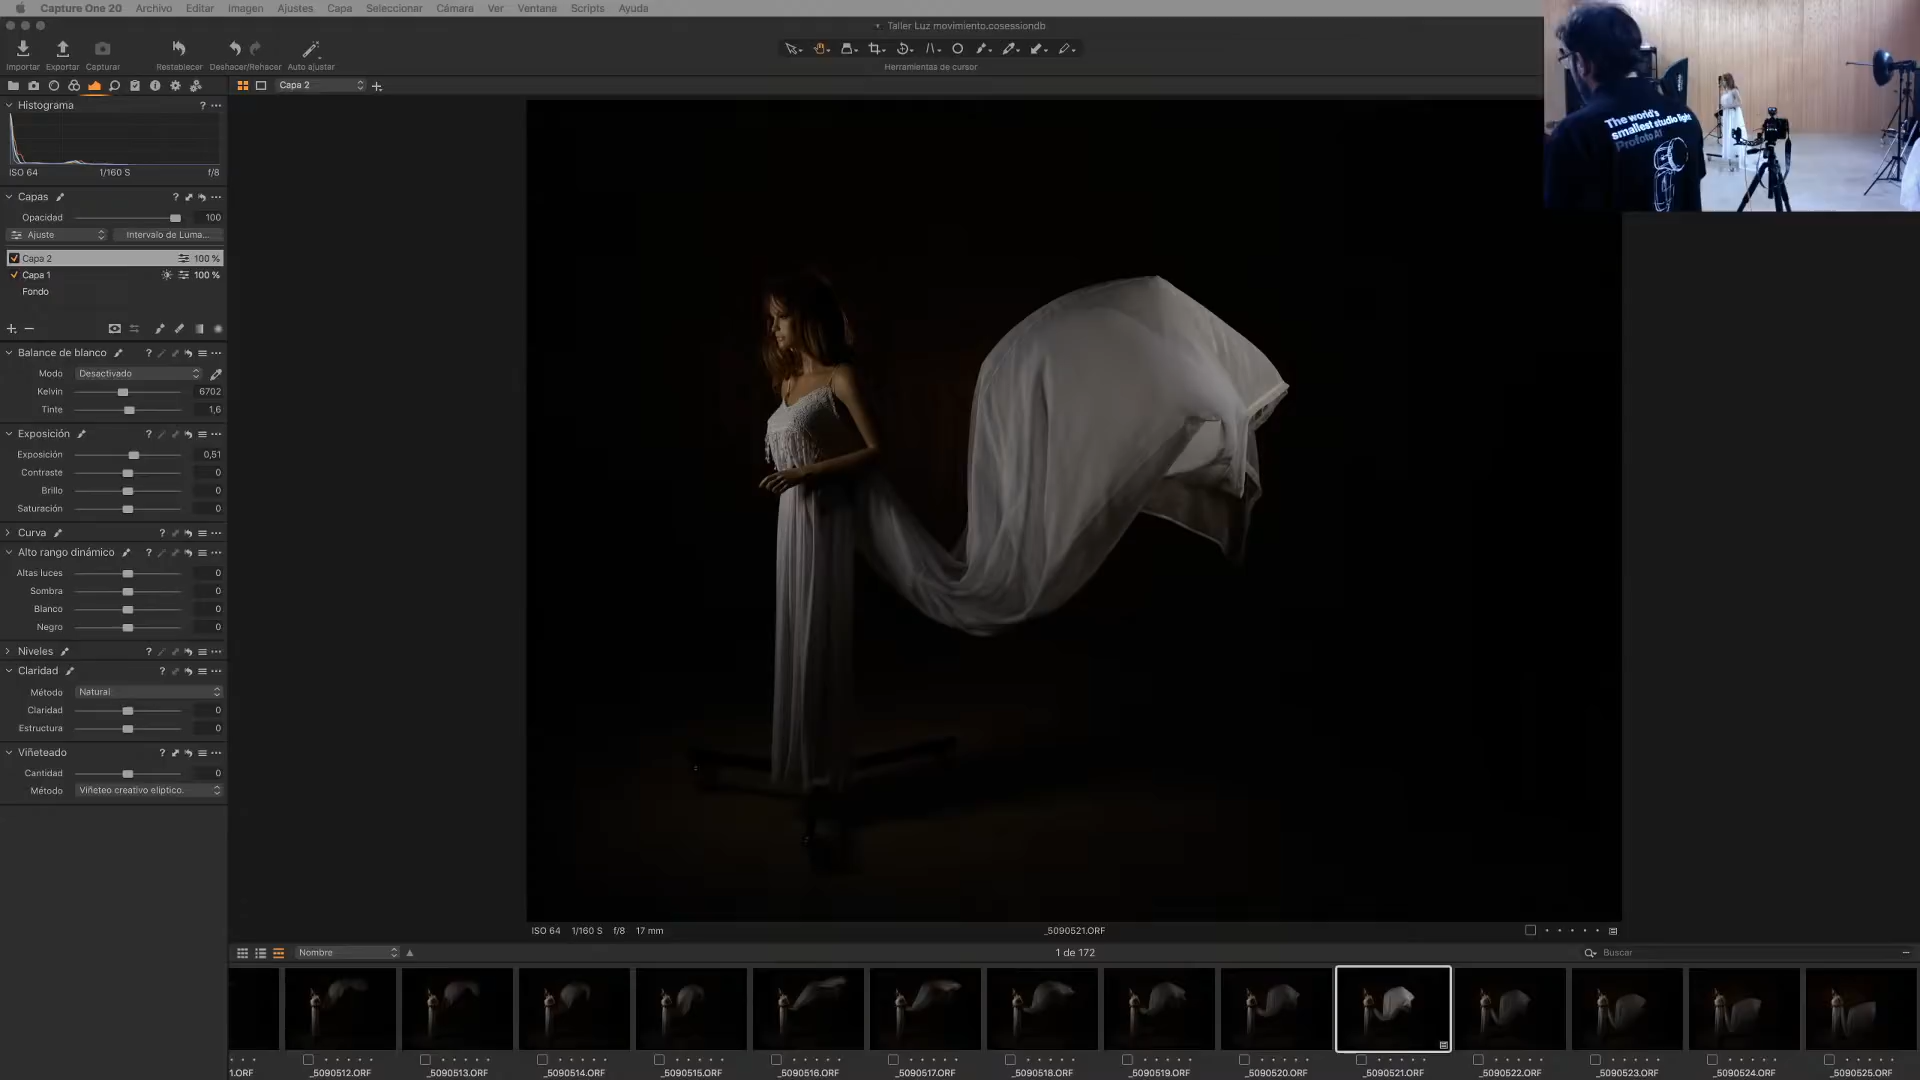 Capture One 20 Archivo Editar Imagen Ajustes Capa Seleccionar Cámara Ver Ventana Scripts Ayuda
Taller Luz movimiento.cosessiondb
Importar Exportar Capturar Restablecer Deshacer/Rehacer Auto ajustar
Herramientas de cursor
Capa 2
Histograma
ISO 64 1/160 S f/8
Capas
Opacidad 100
Ajuste Intervalo de Luma...
Capa 2 100 %
Capa 1 100 %
Fondo
Balance de blanco
Modo Desactivado
Kelvin 6702
Tinte 1,6
Exposición
Exposición 0,51
Contraste 0
Brillo 0
Saturación 0
Curva
Alto rango dinámico
Altas luces 0
Sombra 0
Blanco 0
Negro 0
Niveles
Claridad
Método Natural
Claridad 0
Estructura 0
Viñeteado
Cantidad 0
Método Viñeteo creativo elíptico.
The world's
smallest studio light
Profoto A1
ISO 64 1/160 S f/8 17 mm _5090521.ORF
Nombre 1 de 172 Buscar
1.ORF _5090512.ORF _5090513.ORF _5090514.ORF _5090515.ORF _5090516.ORF _5090517.ORF _5090518.ORF _5090519.ORF _5090520.ORF _5090521.ORF _5090522.ORF _5090523.ORF _5090524.ORF _5090525.ORF